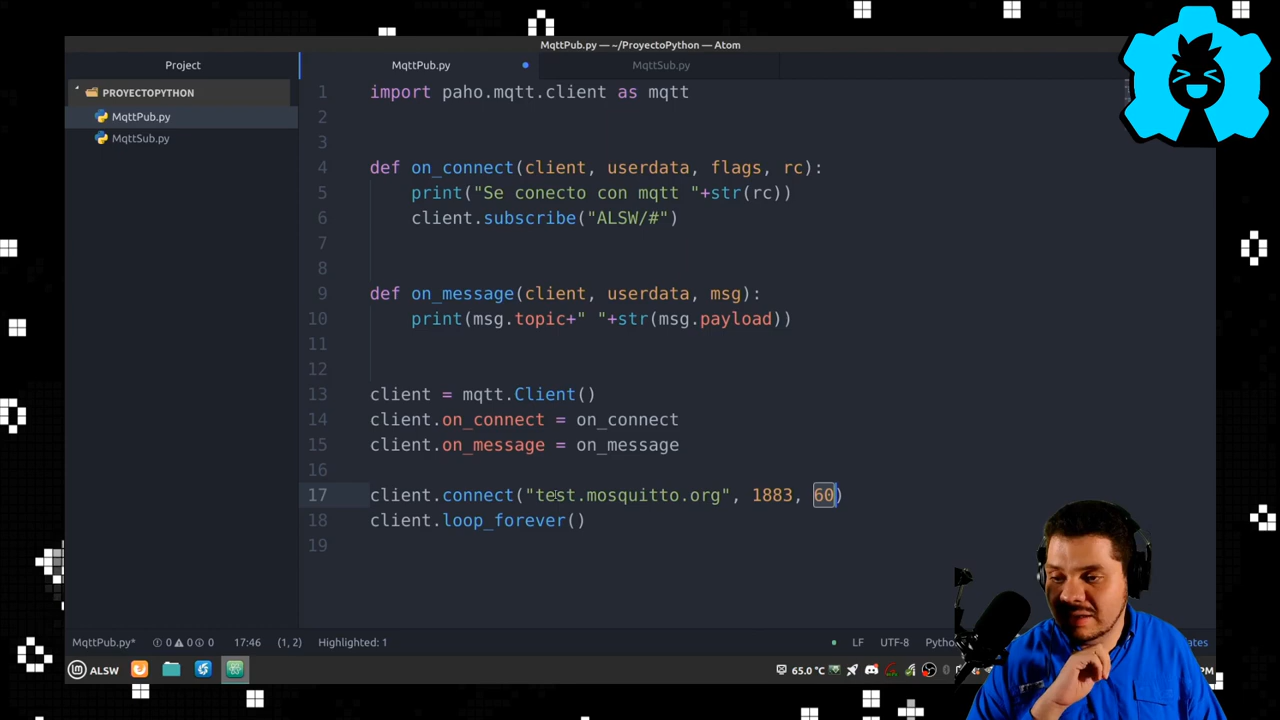 MqttPub.py — ~/ProyectoPython — Atom
Project
MqttPub.py
MqttSub.py
PROYECTOPYTHON
MqttPub.py
MqttSub.py
1 import paho.mqtt.client as mqtt
2
3
4 def on_connect(client, userdata, flags, rc):
5 print("Se conecto con mqtt "+str(rc))
6 client.subscribe("ALSW/#")
7
8
9 def on_message(client, userdata, msg):
10 print(msg.topic+" "+str(msg.payload))
11
12
13 client = mqtt.Client()
14 client.on_connect = on_connect
15 client.on_message = on_message
16
17 client.connect("test.mosquitto.org", 1883, 60)
18 client.loop_forever()
19
MqttPub.py* 0 0 0 17:46 (1, 2) Highlighted: 1 LF UTF-8
ALSW 65.0°C